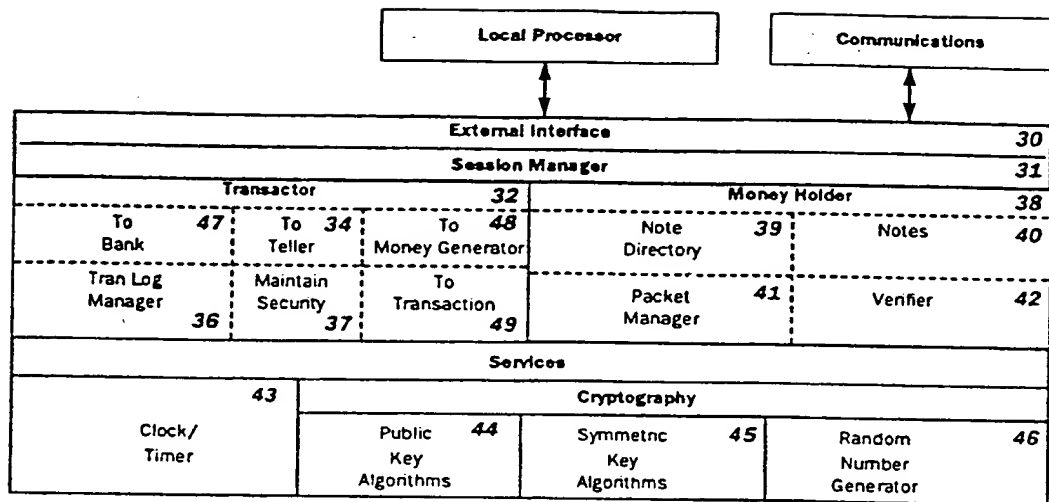 Local Processor
Communications
External Interface 30
Session Manager 31
Transactor 32
Money Holder 38
To 47
Bank
To 34
Teller
To 48
Money Generator
Note 39
Directory
Notes 40
Tran Log
Manager
36
Maintain
Security
37
To
Transaction
49
Packet 41
Manager
Verifier 42
Services
43
Clock/
Timer
Cryptography
Public 44
Key
Algorithms
Symmetric 45
Key
Algorithms
Random 46
Number
Generator